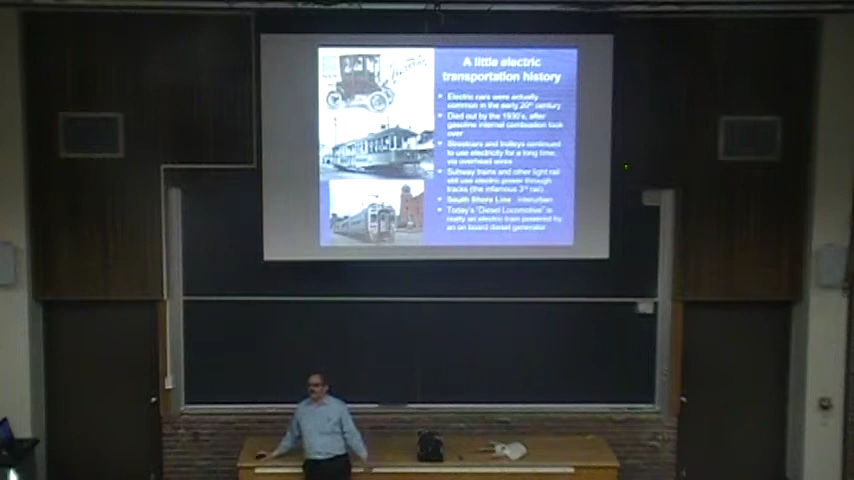 A little electric
transportation history
Electric cars were actually
common in the early 20th century
Died out by the 1930's, after
gasoline internal combustion took
over
Streetcars and trolleys continued
to use electricity for a long time,
via overhead wires
Subway trains and other light rail
still use electric power through
tracks (the infamous 3rd rail)
South Shore Line interurban
Today's "Diesel Locomotive" is
really an electric train powered by
an on board diesel generator